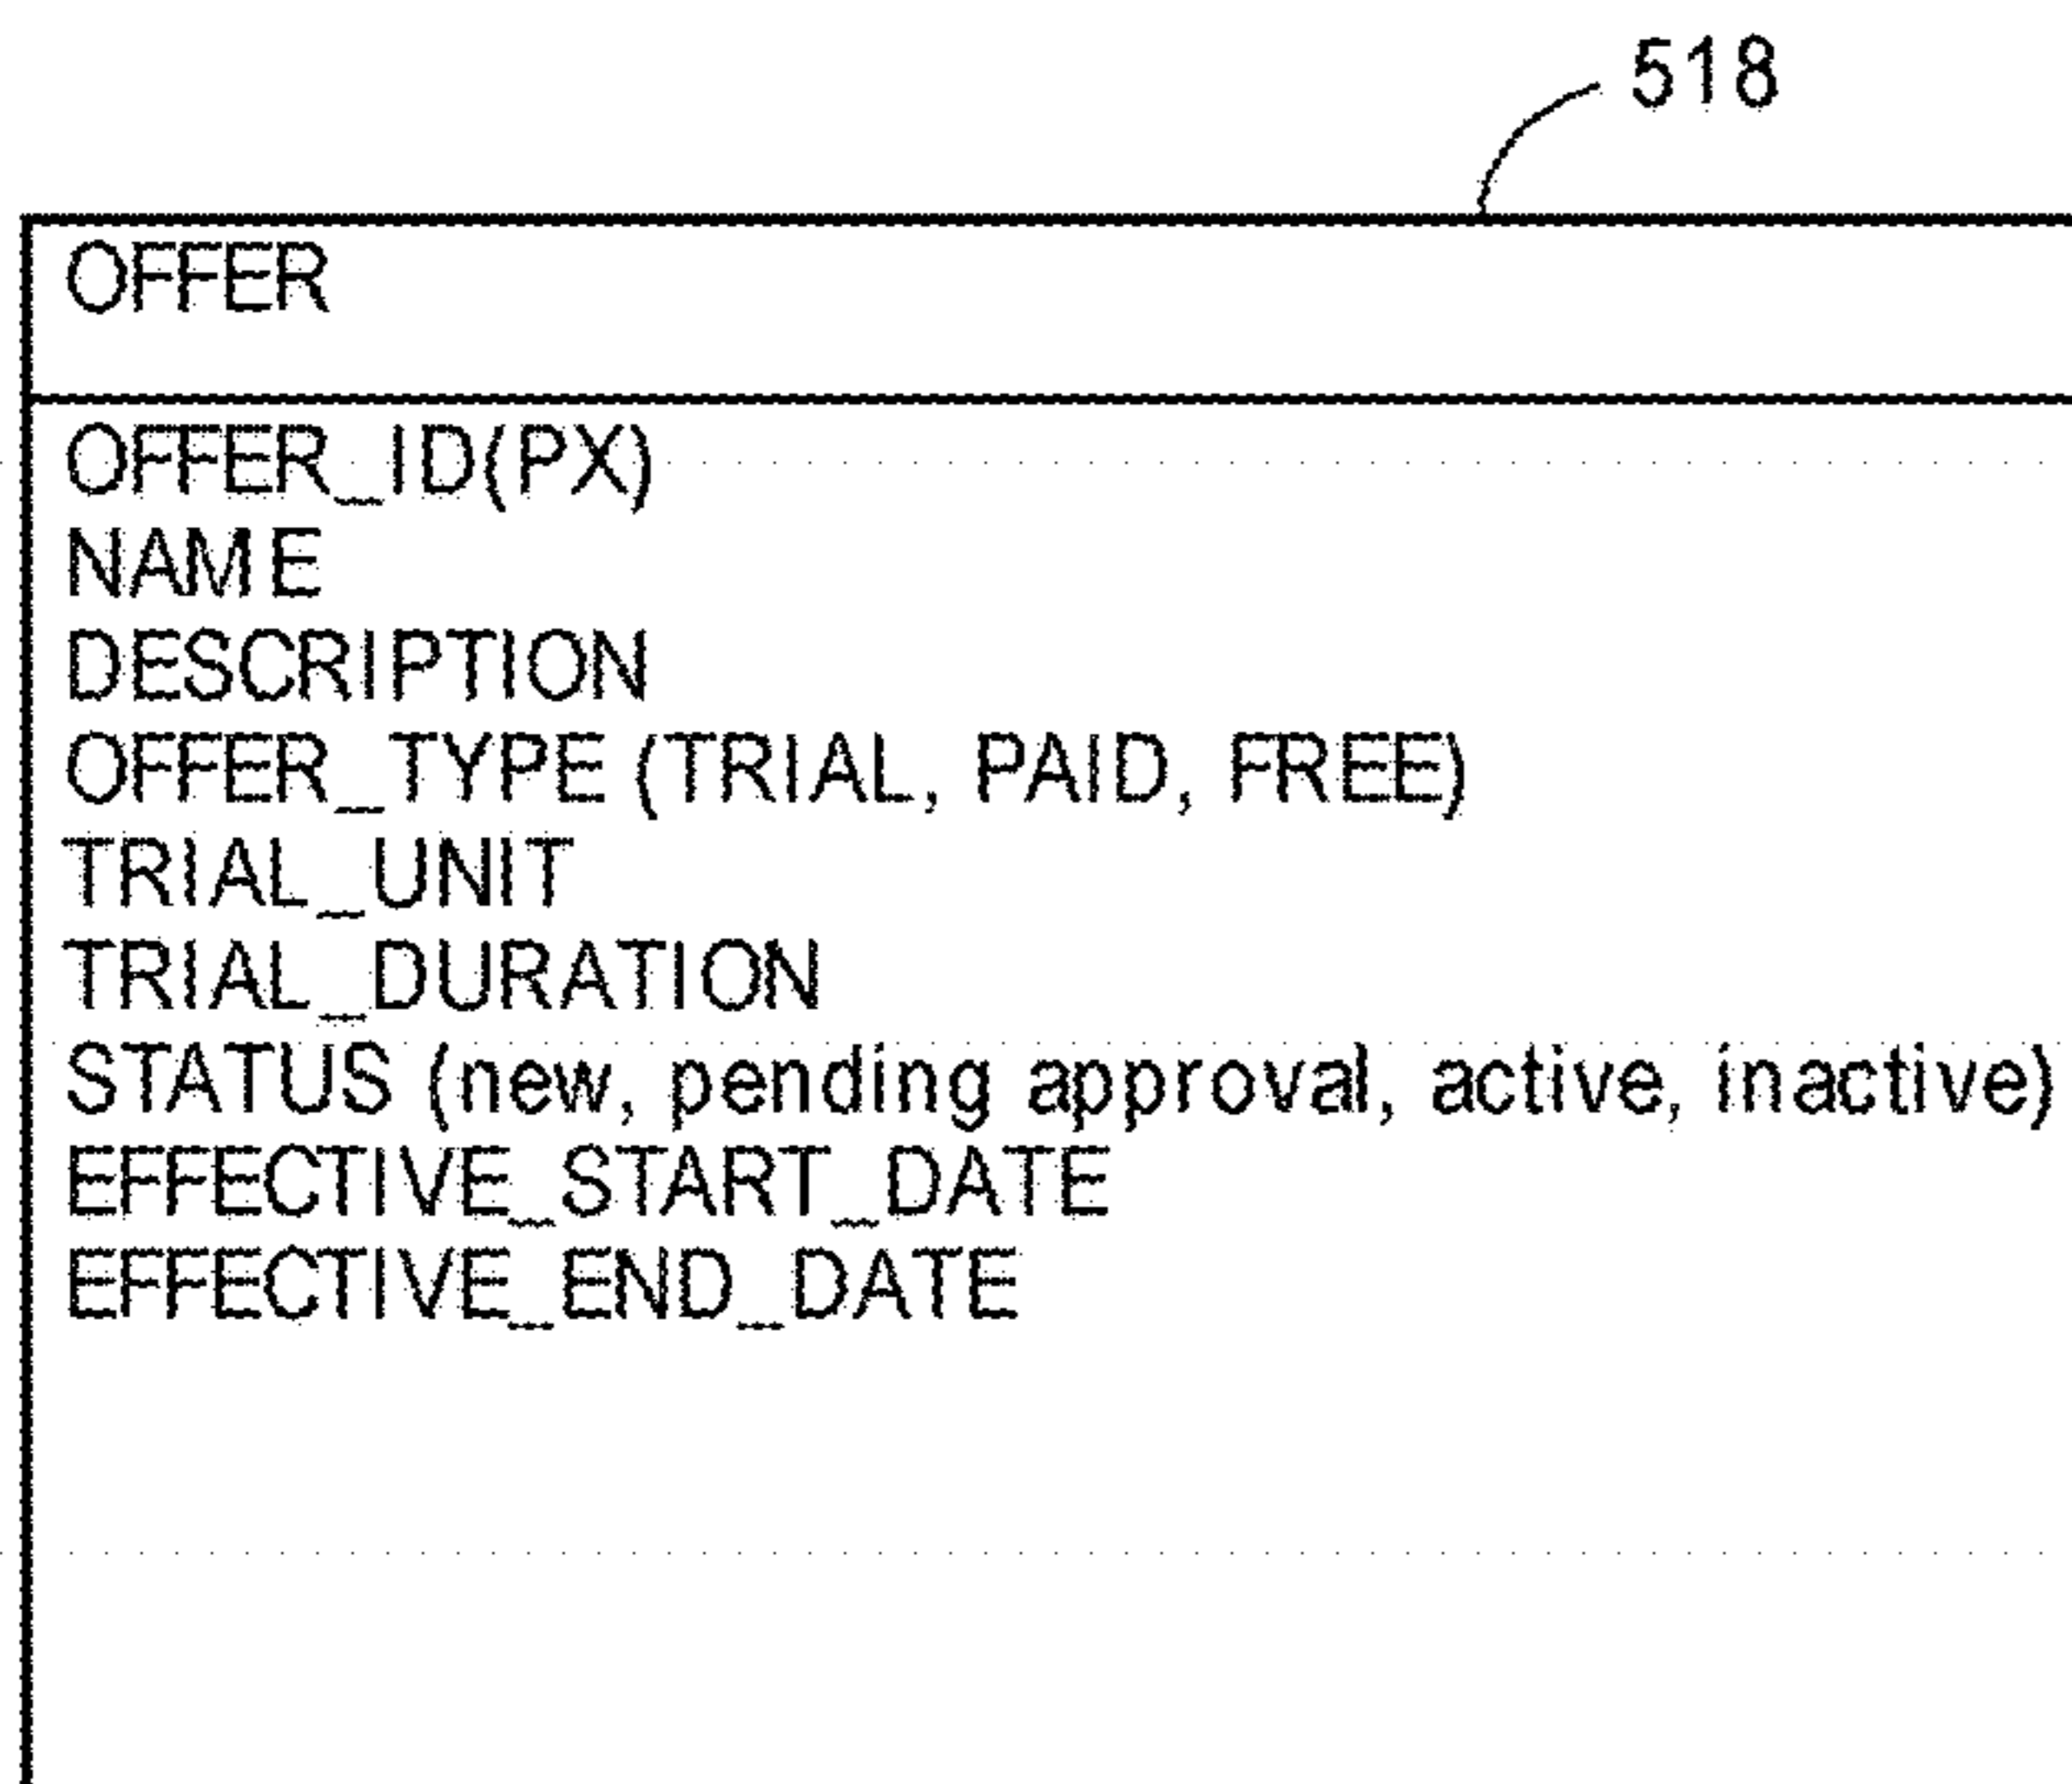 518
OFFER
OFFER_ID(PX)
NAME
DESCRIPTION
OFFER_TYPE (TRIAL, PAID, FREE)
TRIAL_UNIT
TRIAL_DURATION
STATUS (new, pending approval, active, inactive)
EFFECTIVE_START_DATE
EFFECTIVE_END_DATE